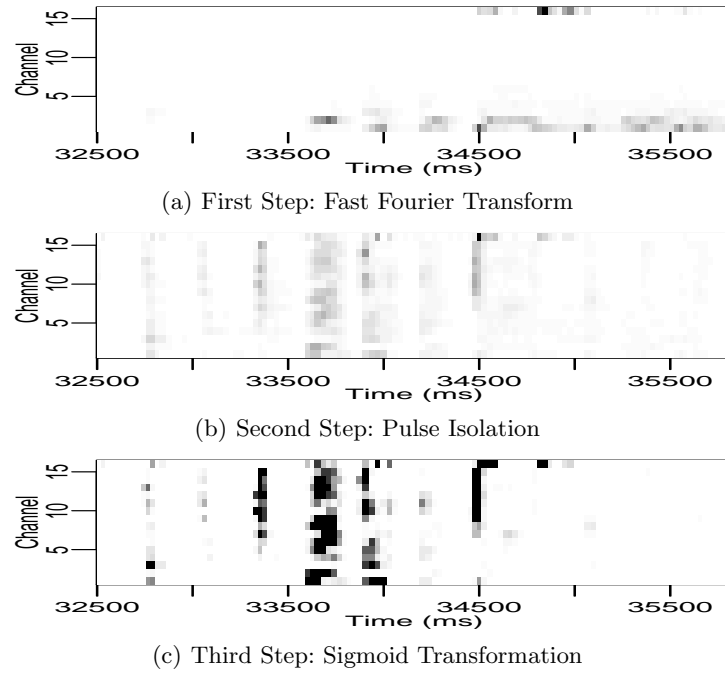 15
10
5
Channel
32500 33500 34500 35500
Time (ms)
(a) First Step: Fast Fourier Transform
15
10
5
Channel
32500 33500 34500 35500
Time (ms)
(b) Second Step: Pulse Isolation
15
10
5
Channel
32500 33500 34500 35500
Time (ms)
(c) Third Step: Sigmoid Transformation